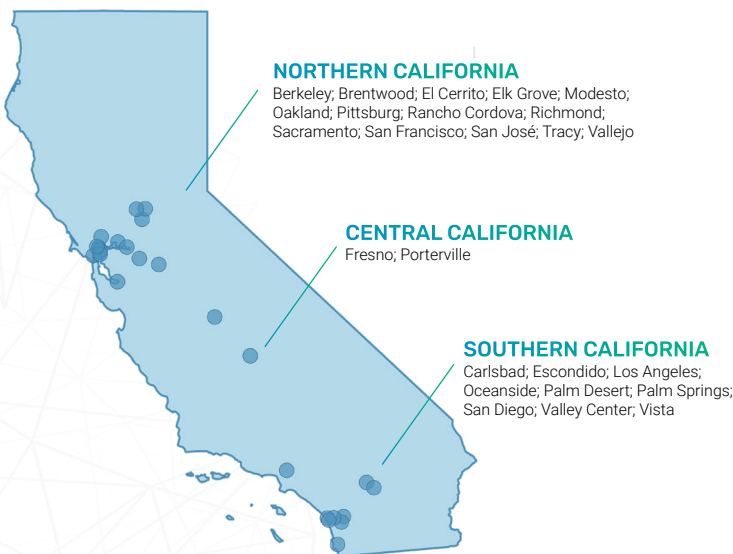 NORTHERN CALIFORNIA
Berkeley; Brentwood; El Cerrito; Elk Grove; Modesto;
Oakland; Pittsburg; Rancho Cordova; Richmond;
Sacramento; San Francisco; San José; Tracy; Vallejo
CENTRAL CALIFORNIA
Fresno; Porterville
SOUTHERN CALIFORNIA
Carlsbad; Escondido; Los Angeles;
Oceanside; Palm Desert; Palm Springs;
San Diego; Valley Center; Vista